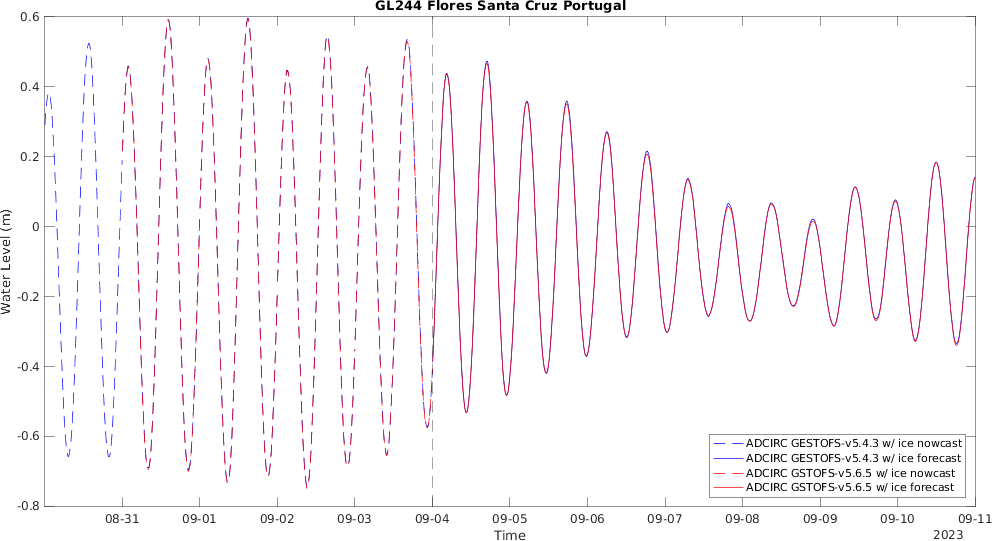 GL244 Flores Santa Cruz Portugal
0.6
0.4
0.2
0
-0.2
-0.4
-0.6
-0.8
Water Level (m)
ADCIRC GESTOFS-v5.4.3 w/ ice nowcast
ADCIRC GESTOFS-v5.4.3 w/ ice forecast
ADCIRC GSTOFS-v5.6.5 w/ ice nowcast
ADCIRC GSTOFS-v5.6.5 w/ ice forecast
08-31 09-01 09-02 09-03 09-04 09-05 09-06 09-07 09-08 09-09 09-10 09-11
Time
2023